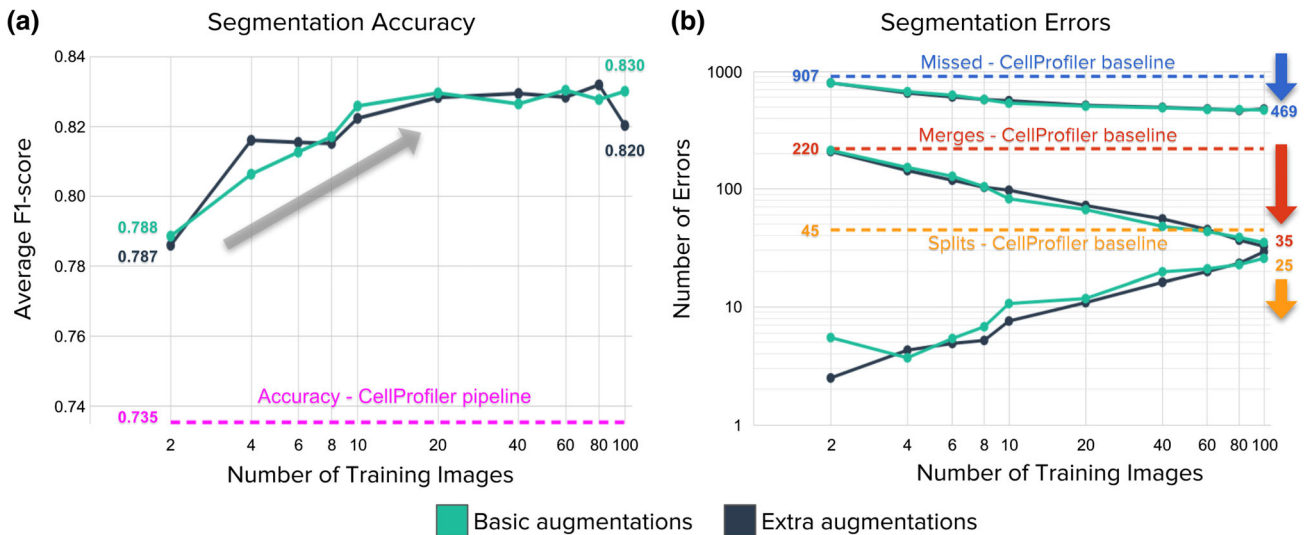 (a)
Segmentation Accuracy
0.84
0.82
0.80
0.78
0.76
0.74
Average F1-score
0.830
0.820
0.788
0.787
Accuracy - CellProfiler pipeline
0.735
2 4 6 8 10 20 40 60 80 100
Number of Training Images
(b)
Segmentation Errors
1000
100
10
1
Number of Errors
Missed - CellProfiler baseline
907
469
Merges - CellProfiler baseline
220
45
Splits - CellProfiler baseline
35
25
2 4 6 8 10 20 40 60 80 100
Number of Training Images
Basic augmentations
Extra augmentations